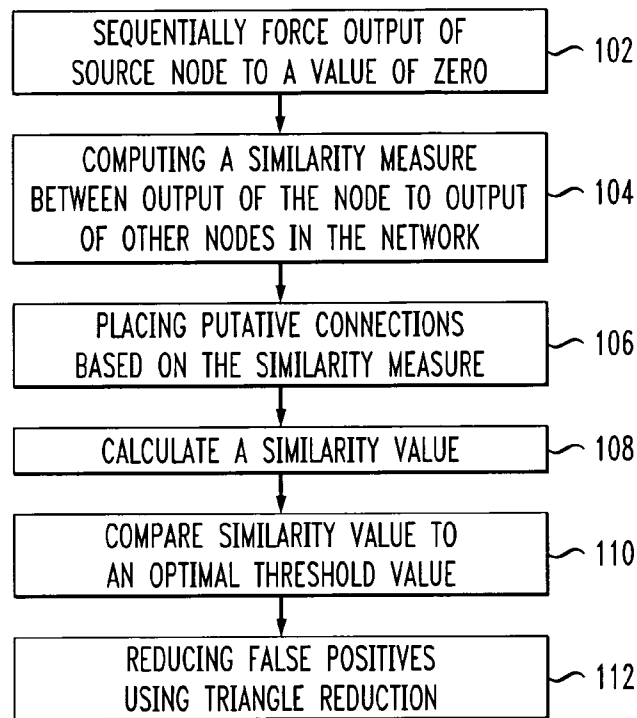 SEQUENTIALLY FORCE OUTPUT OF
SOURCE NODE TO A VALUE OF ZERO
102
COMPUTING A SIMILARITY MEASURE
BETWEEN OUTPUT OF THE NODE TO OUTPUT
OF OTHER NODES IN THE NETWORK
104
PLACING PUTATIVE CONNECTIONS
BASED ON THE SIMILARITY MEASURE
106
CALCULATE A SIMILARITY VALUE
108
COMPARE SIMILARITY VALUE TO
AN OPTIMAL THRESHOLD VALUE
110
REDUCING FALSE POSITIVES
USING TRIANGLE REDUCTION
112